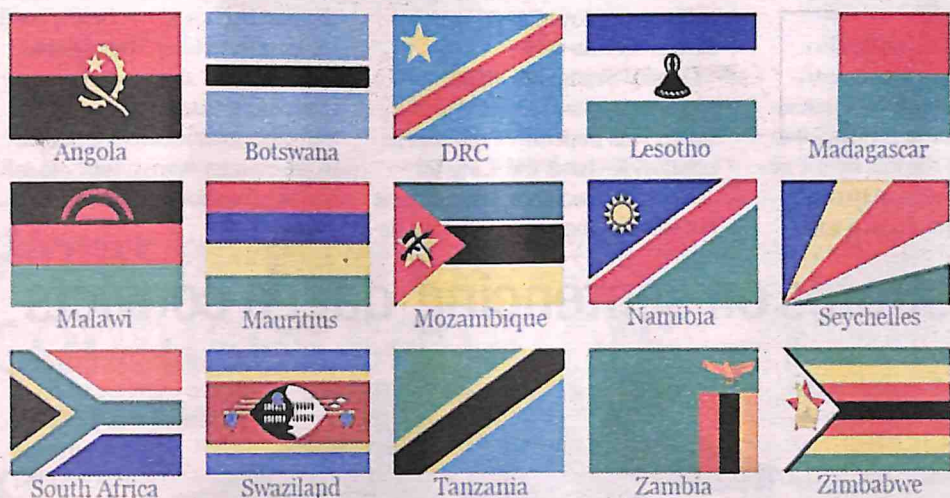 Angola Botswana DRC Lesotho Madagascar
Malawi Mauritius Mozambique Namibia Seychelles
South Africa Swaziland Tanzania Zambia Zimbabwe